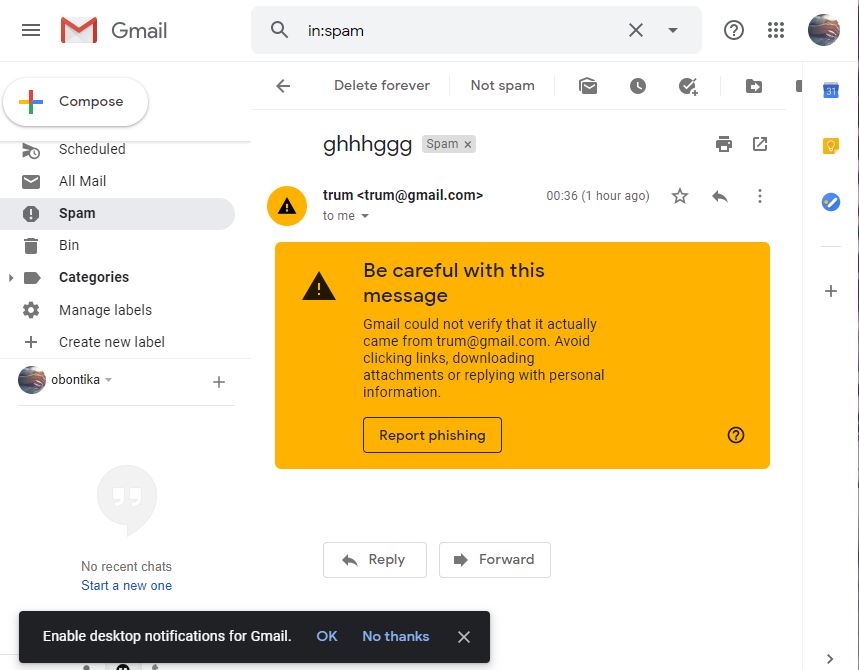 Gmail
in:spam
Compose
Delete forever
Not spam
31
Scheduled
All Mail
Spam
Bin
Categories
Manage labels
Create new label
obontika
No recent chats
Start a new one
ghhhggg
Spam ×
trum <trum@gmail.com>
00:36 (1 hour ago)
to me
Be careful with this
message
Gmail could not verify that it actually
came from trum@gmail.com. Avoid
clicking links, downloading
attachments or replying with personal
information.
Report phishing
Reply
Forward
Enable desktop notifications for Gmail.
OK
No thanks